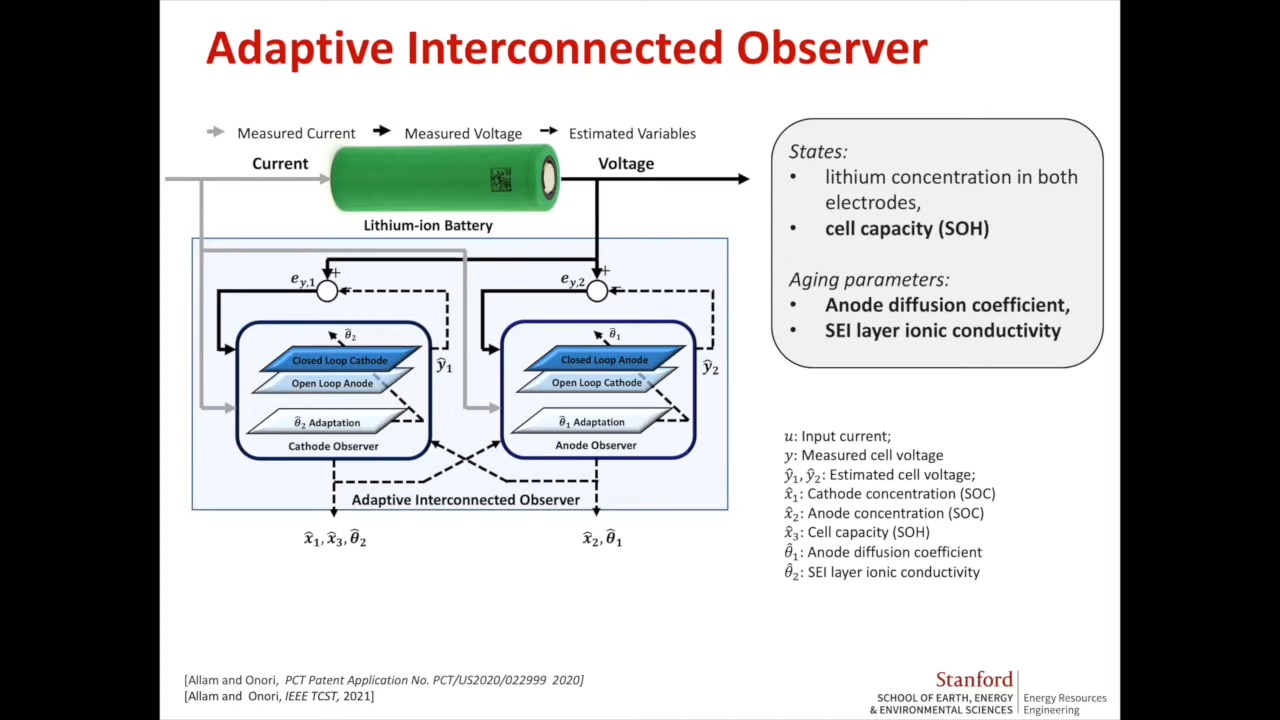 Adaptive Interconnected Observer
Measured Current
Measured Voltage
Estimated Variables
Current
Voltage
Lithium-ion Battery
e_{y,1}
+
-
e_{y,2}
+
-
θ̂₂
Closed Loop Cathode
Open Loop Anode
θ̂₂ Adaptation
Cathode Observer
ŷ₁
θ̂₁
Closed Loop Anode
Open Loop Cathode
θ̂₁ Adaptation
Anode Observer
ŷ₂
Adaptive Interconnected Observer
x̂₁, x̂₃, θ̂₂
x̂₂, θ̂₁
States:
• lithium concentration in both
electrodes,
• cell capacity (SOH)
Aging parameters:
• Anode diffusion coefficient,
• SEI layer ionic conductivity
u: Input current;
y: Measured cell voltage
ŷ₁, ŷ₂: Estimated cell voltage;
x̂₁: Cathode concentration (SOC)
x̂₂: Anode concentration (SOC)
x̂₃: Cell capacity (SOH)
θ̂₁: Anode diffusion coefficient
θ̂₂: SEI layer ionic conductivity
[Allam and Onori, PCT Patent Application No. PCT/US2020/022999 2020]
[Allam and Onori, IEEE TCST, 2021]
Stanford
SCHOOL OF EARTH, ENERGY
& ENVIRONMENTAL SCIENCES
Energy Resources
Engineering